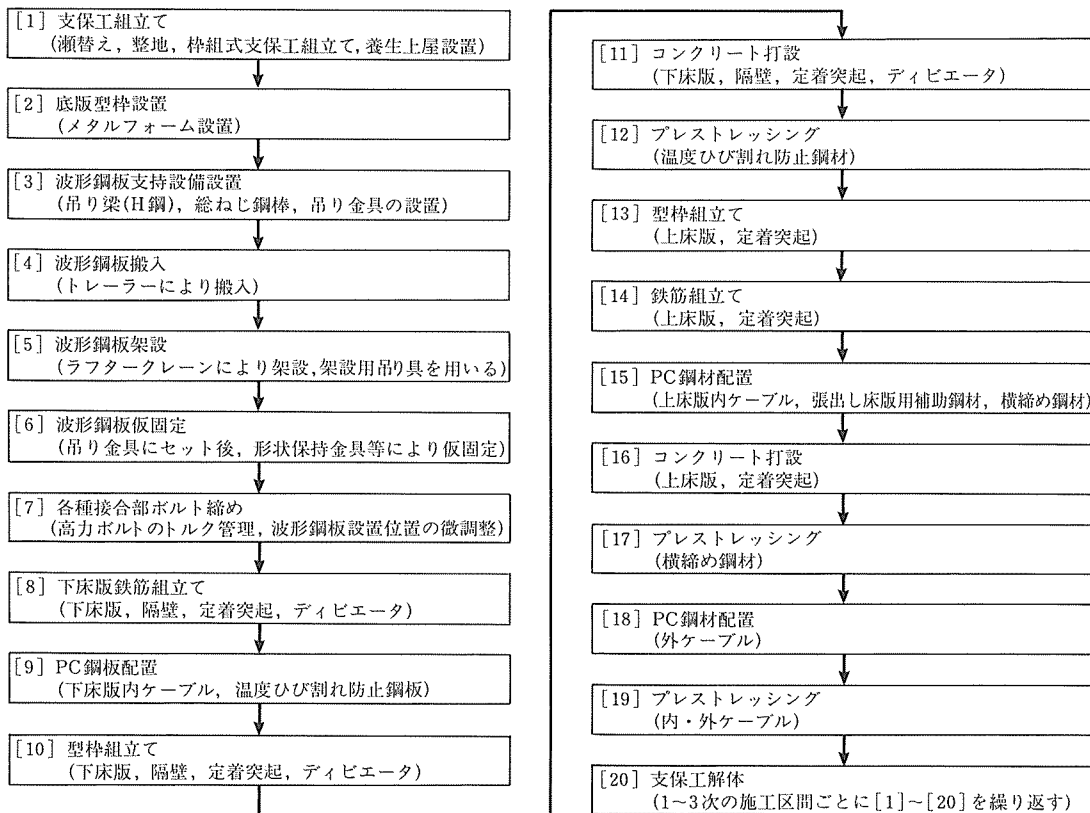 [1] 支保工組立て
(瀬替え, 整地, 枠組式支保工組立て, 養生上屋設置)
[2] 底版型枠設置
(メタルフォーム設置)
[3] 波形鋼板支持設備設置
(吊り梁(H鋼), 総ねじ鋼棒, 吊り金具の設置)
[4] 波形鋼板搬入
(トレーラーにより搬入)
[5] 波形鋼板架設
(ラフタークレーンにより架設,架設用吊り具を用いる)
[6] 波形鋼板仮固定
(吊り金具にセット後, 形状保持金具等により仮固定)
[7] 各種接合部ボルト締め
(高力ボルトのトルク管理, 波形鋼板設置位置の微調整)
[8] 下床版鉄筋組立て
(下床版, 隔壁, 定着突起, ディビエータ)
[9] PC鋼板配置
(下床版内ケーブル, 温度ひび割れ防止鋼板)
[10] 型枠組立て
(下床版, 隔壁, 定着突起, ディビエータ)
[11] コンクリート打設
(下床版, 隔壁, 定着突起, ディビエータ)
[12] プレストレッシング
(温度ひび割れ防止鋼材)
[13] 型枠組立て
(上床版, 定着突起)
[14] 鉄筋組立て
(上床版, 定着突起)
[15] PC鋼材配置
(上床版内ケーブル, 張出し床版用補助鋼材, 横締め鋼材)
[16] コンクリート打設
(上床版, 定着突起)
[17] プレストレッシング
(横締め鋼材)
[18] PC鋼材配置
(外ケーブル)
[19] プレストレッシング
(内・外ケーブル)
[20] 支保工解体
(1~3次の施工区間ごとに[1]~[20]を繰り返す)